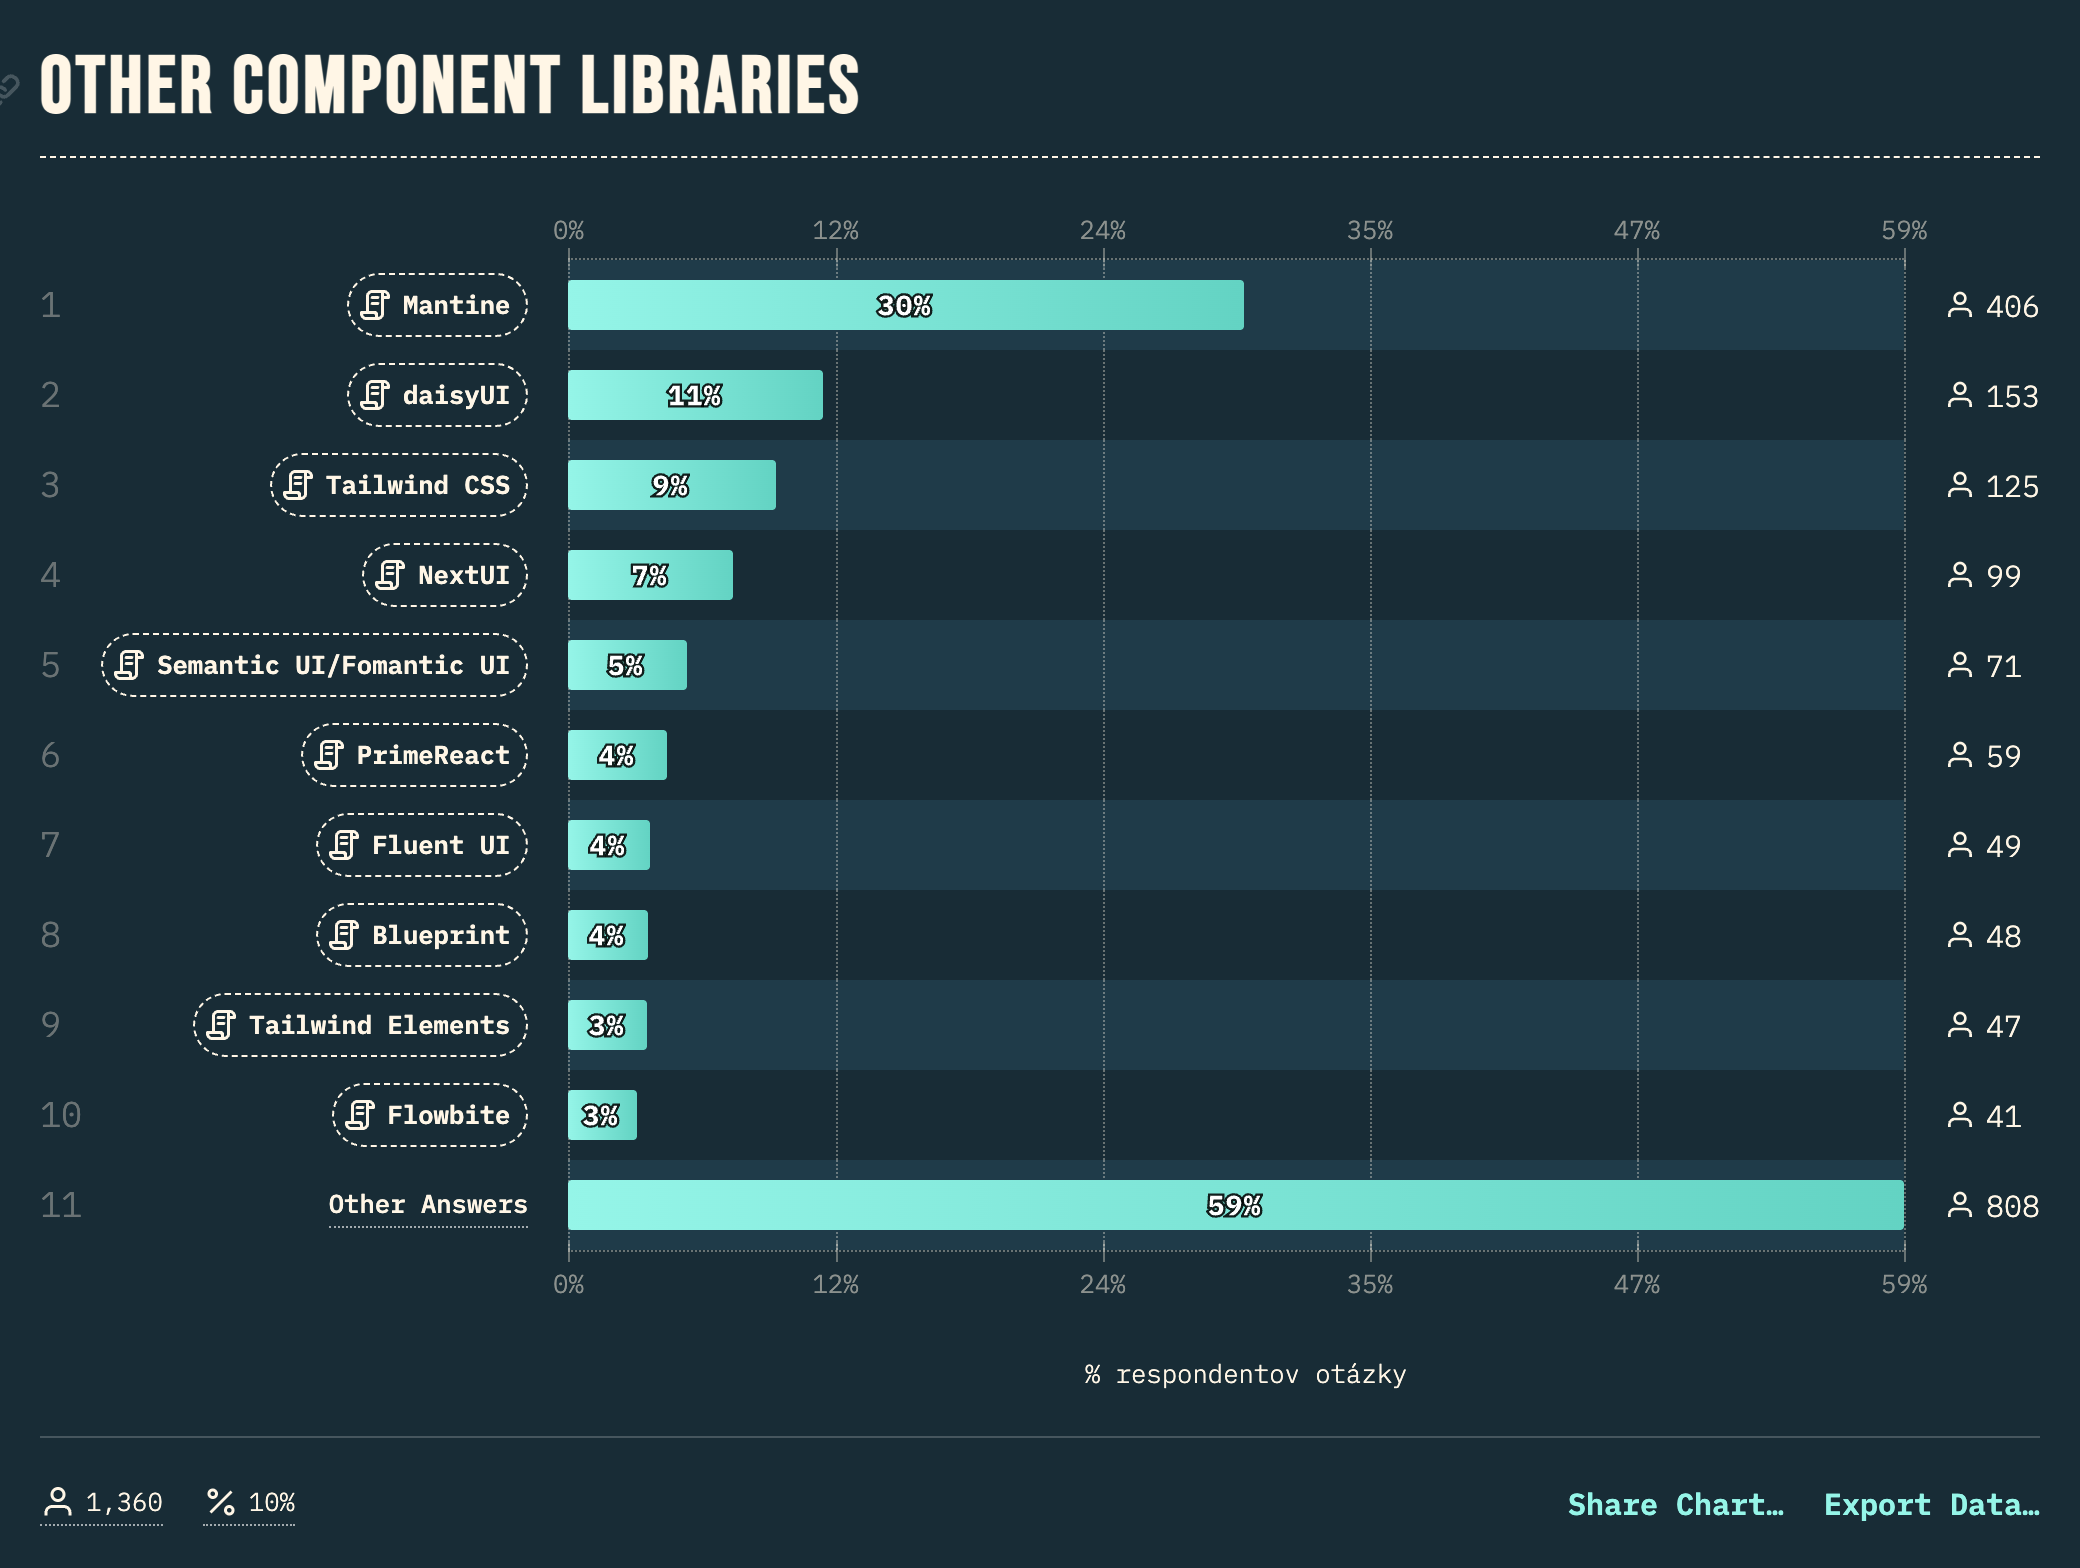 OTHER COMPONENT LIBRARIES
0% 12% 24% 35% 47% 59%
1 Mantine 30% 406
2 daisyUI 11% 153
3 Tailwind CSS 9% 125
4 NextUI 7% 99
5 Semantic UI/Fomantic UI 5% 71
6 PrimeReact 4% 59
7 Fluent UI 4% 49
8 Blueprint 4% 48
9 Tailwind Elements 3% 47
10 Flowbite 3% 41
11 Other Answers 59% 808
0% 12% 24% 35% 47% 59%
% respondentov otázky
1,360 10% Share Chart… Export Data…